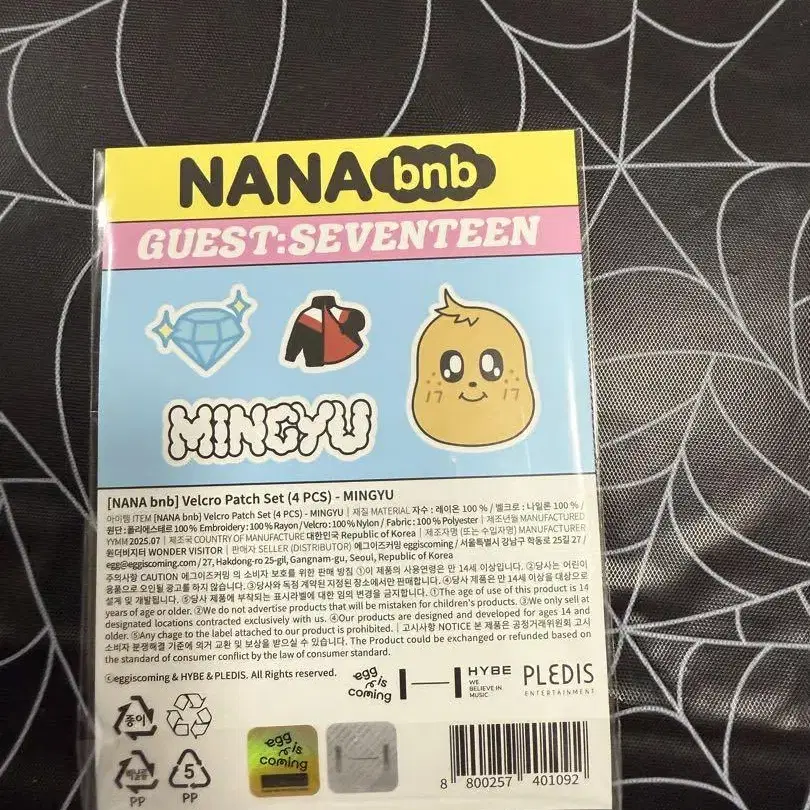 NANA bnb
GUEST:SEVENTEEN
17 17
MINGYU
[NANA bnb] Velcro Patch Set (4 PCS) - MINGYU
아이템 ITEM [NANA bnb] Velcro Patch Set (4 PCS) - MINGYU | 재질 MATERIAL 자수 : 레이온 100 % / 벨크로 : 나일론 100 % /
원단 : 폴리에스테르 100 % Embroidery : 100 % Rayon / Velcro : 100 % Nylon / Fabric : 100 % Polyester | 제조년월 MANUFACTURED
YYMM 2025.07 | 제조국 COUNTRY OF MANUFACTURE 대한민국 Republic of Korea | 제조자명 (또는 수입자명) MANUFACTURER
원더비지터 WONDER VISITOR | 판매자 SELLER (DISTRIBUTOR) 에그이즈커밍 eggiscoming / 서울특별시 강남구 학동로 25길 27 /
egg@eggiscoming.com / 27, Hakdong-ro 25-gil, Gangnam-gu, Seoul, Republic of Korea
주의사항 CAUTION 에그이즈커밍 의 소비자 보호를 위한 판매 방침 ①이 제품의 사용연령은 만 14세 이상입니다. ②당사는 어린이
용품으로 오인될 광고를 하지 않습니다. ③당사와 독점 계약된 지정된 장소에서만 판매합니다. ④당사 제품은 만 14세 이상을 대상으로
설계 및 개발됩니다. ⑤당사 제품에 부착되는 표시라벨에 대한 임의 변경을 금지합니다. ①The age of use of this product is 14
years of age or older. ②We do not advertise products that will be mistaken for children's products. ③We only sell at
designated locations contracted exclusively with us. ④Our products are designed and developed for ages 14 and
older. ⑤Any chage to the label attached to our product is prohibited. | 고시사항 NOTICE 본 제품은 공정거래위원회 고시
소비자 분쟁해결 기준에 의거 교환 및 보상을 받으실 수 있습니다. The Product could be exchanged or refunded based on
the standard of consumer conflict by the law of consumer standard.
ⓒeggiscoming & HYBE & PLEDIS. All Rights reserved.
egg is coming
HYBE
WE BELIEVE IN MUSIC
PLEDIS
ENTERTAINMENT
종이
비닐류
PP
5
PP
egg is coming
8 800257 401092